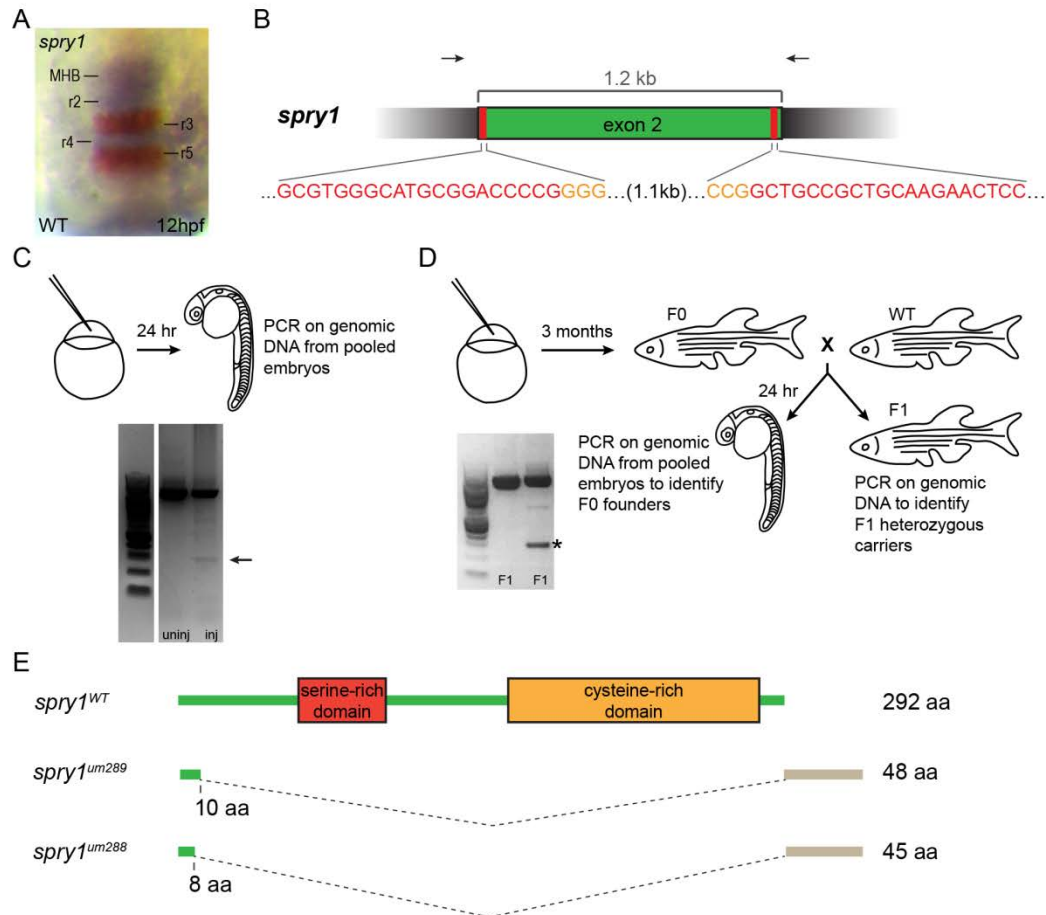 A
spry1
MHB
r2
r3
r4
r5
WT
12hpf
B
1.2 kb
spry1
exon 2
...GCGTGGGCATGCGGACCCCGGGG...(1.1kb)...CCGGCTGCCGCTGCAAGAACTCC...
C
24 hr
PCR on genomic
DNA from pooled
embryos
uninj
inj
D
3 months
F0
X
WT
24 hr
PCR on genomic
DNA from pooled
embryos to identify
F0 founders
F1
PCR on genomic
DNA to identify
F1 heterozygous
carriers
*
F1
F1
E
spry1WT
serine-rich
domain
cysteine-rich
domain
292 aa
spry1um289
10 aa
48 aa
spry1um288
8 aa
45 aa